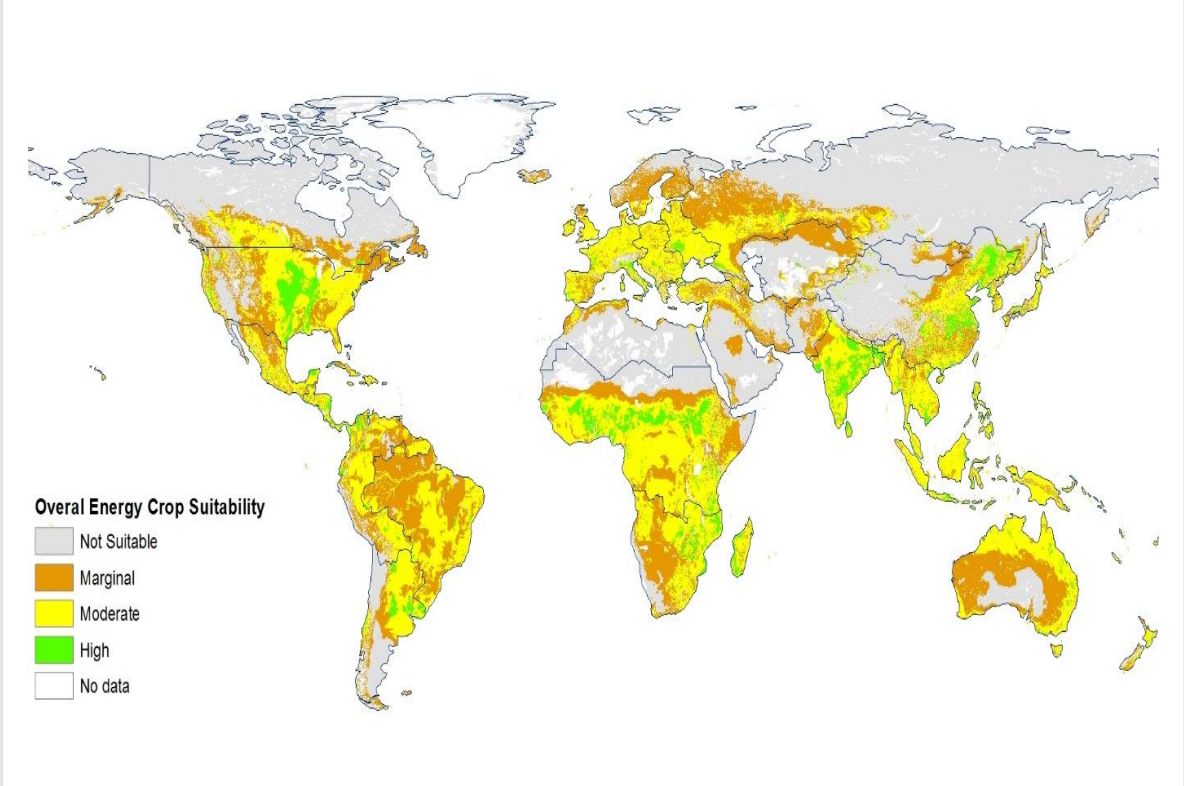 Overal Energy Crop Suitability
Not Suitable
Marginal
Moderate
High
No data